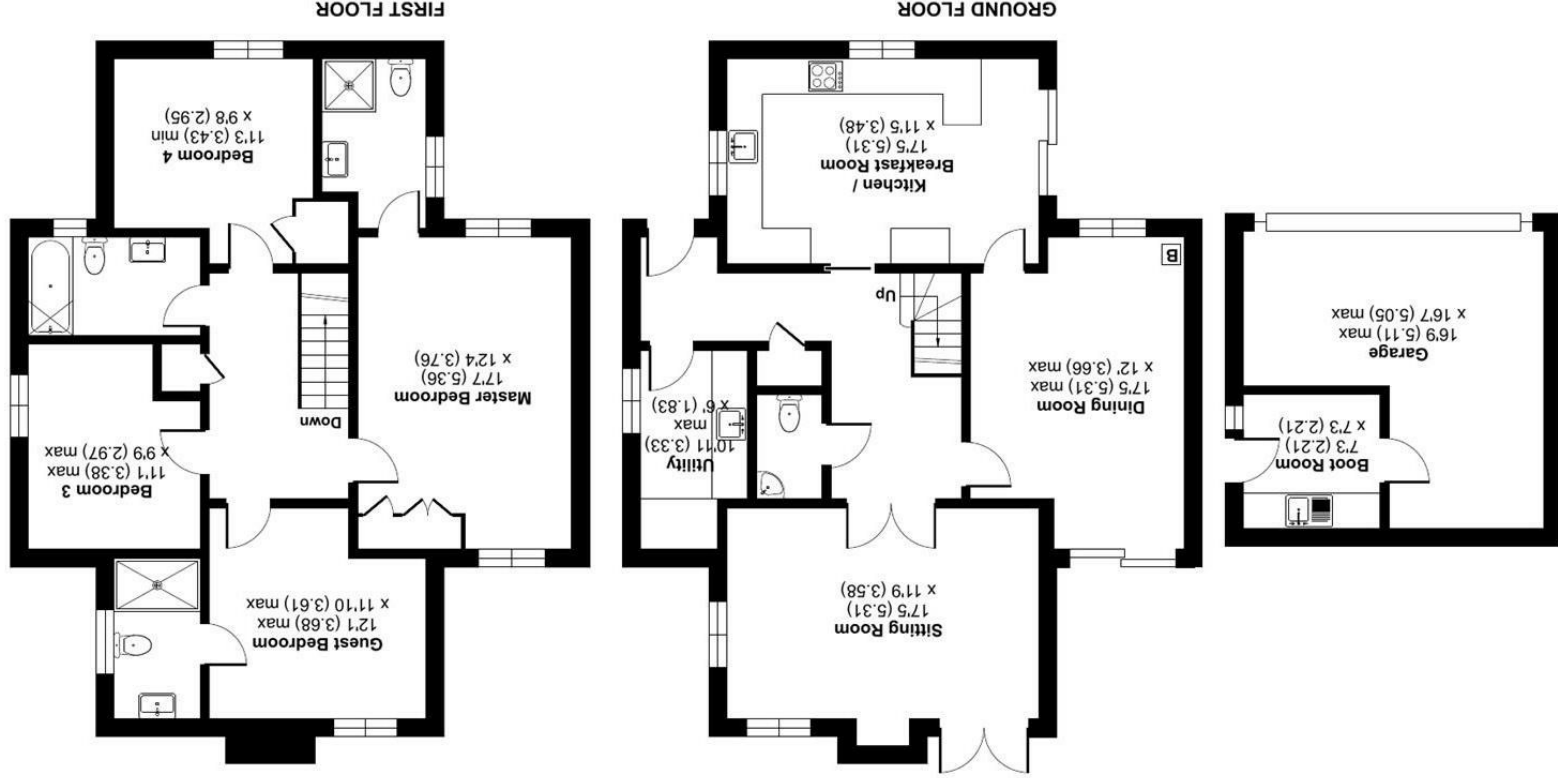 Boot Room
7'3 (2.21)
x 7'3 (2.21)
Garage
16'9 (5.11) max
x 16'7 (5.05) max
Sitting Room
17'5 (5.31)
x 11'9 (3.58)
Utility
10'11 (3.33)
max
x 6' (1.83)
Dining Room
17'5 (5.31) max
x 12' (3.66) max
Up
B
Kitchen /
Breakfast Room
17'5 (5.31)
x 11'5 (3.48)
GROUND FLOOR
Guest Bedroom
12'1 (3.68) max
x 11'10 (3.61) max
Bedroom 3
11'1 (3.38) max
x 9'9 (2.97) max
Down
Master Bedroom
17'7 (5.36)
x 12'4 (3.76)
Bedroom 4
11'3 (3.43) min
x 9'8 (2.95)
FIRST FLOOR